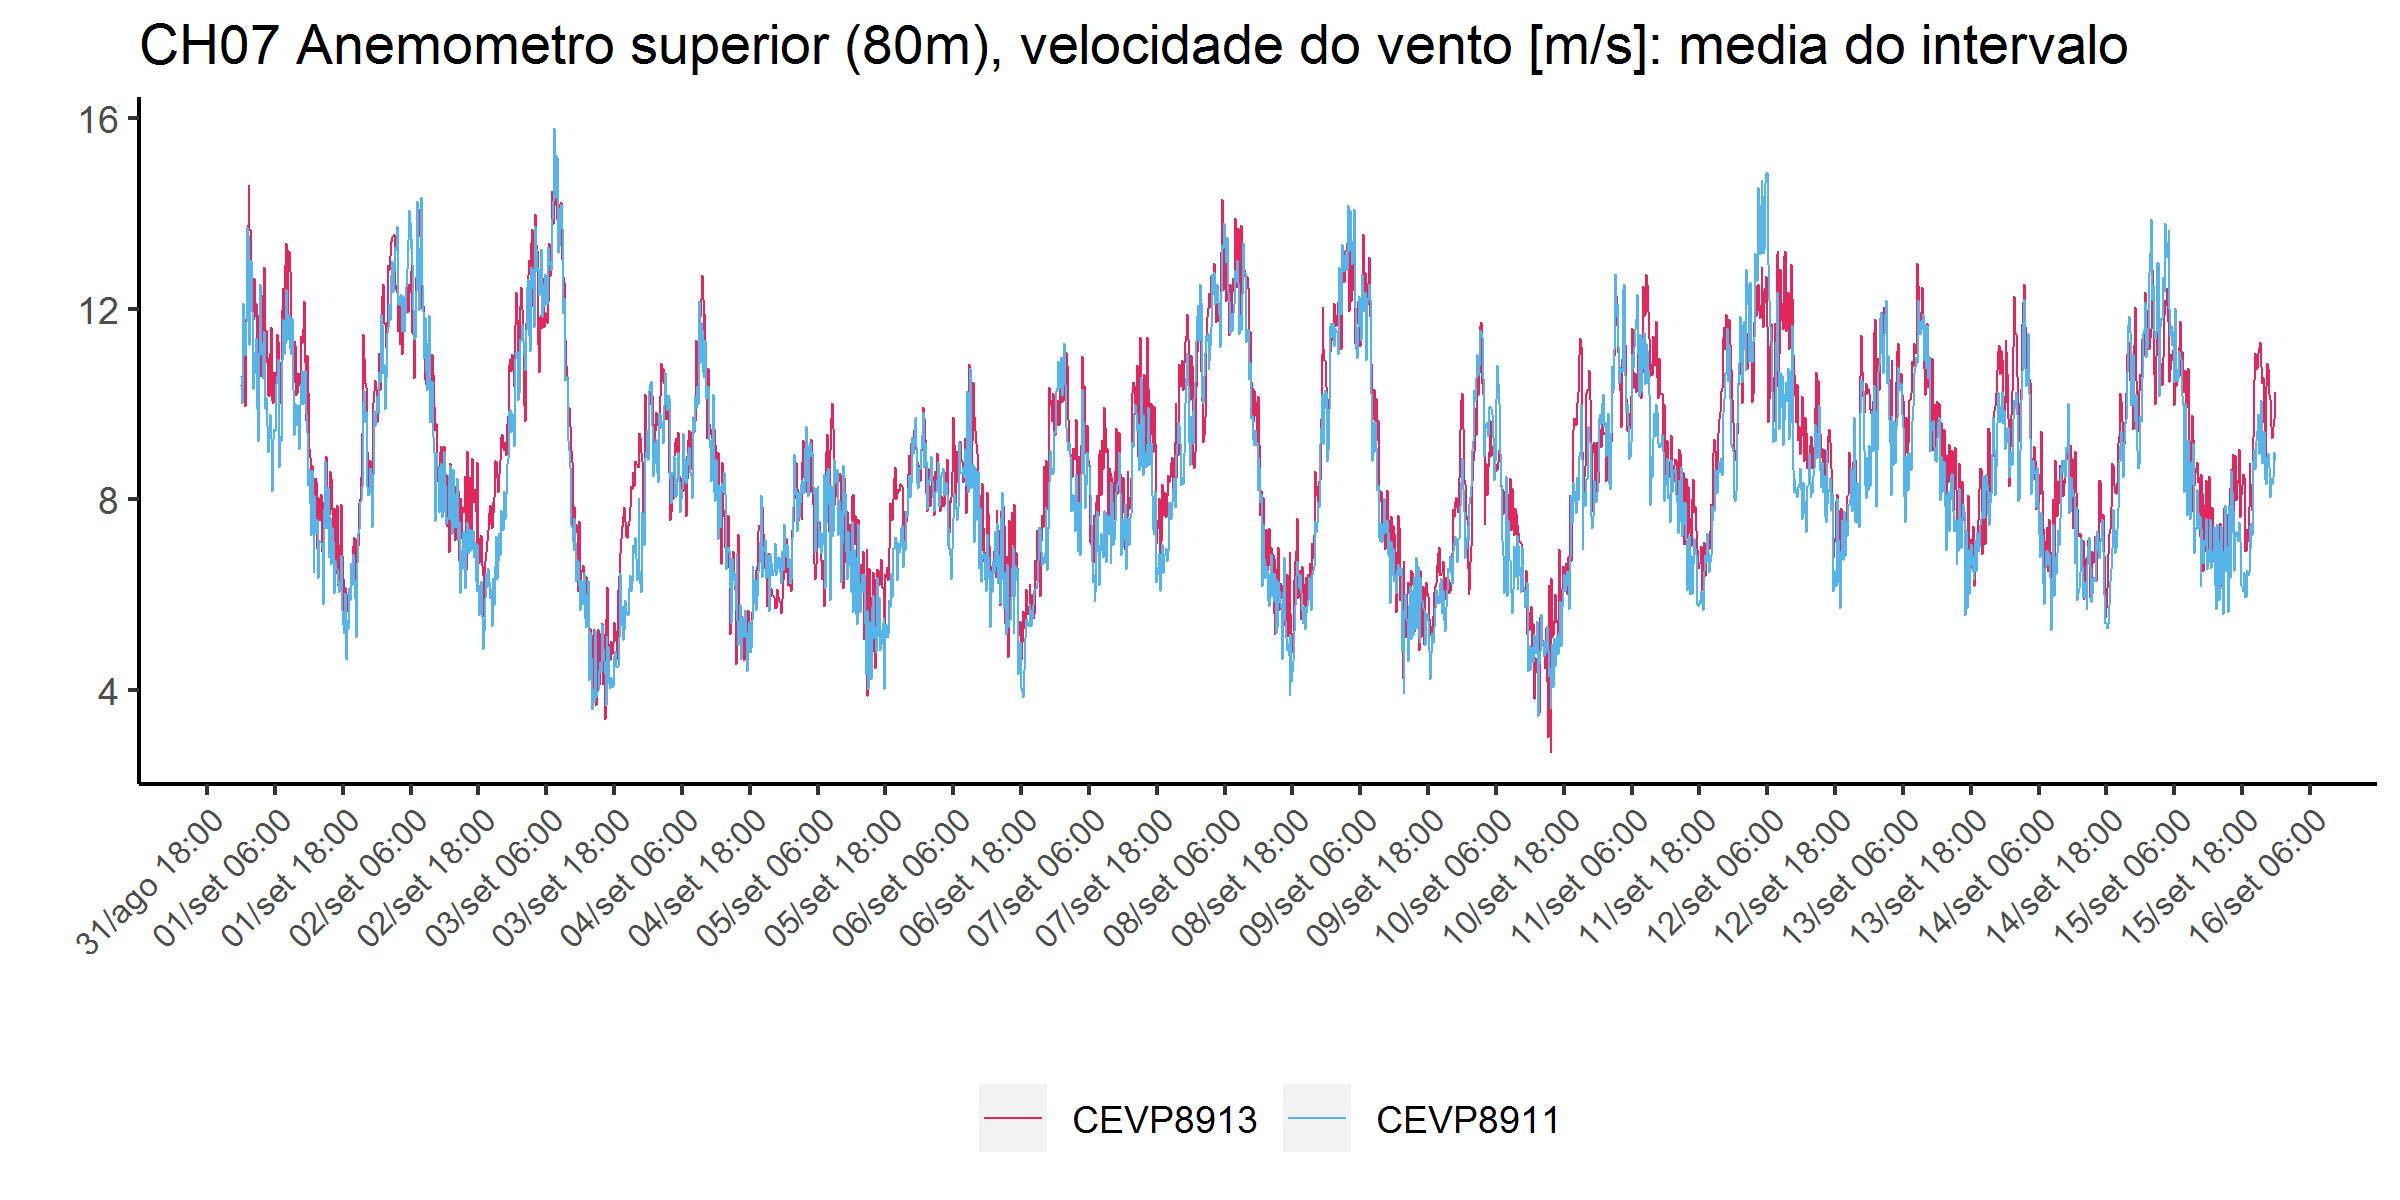 CH07 Anemometro superior (80m), velocidade do vento [m/s]: media do intervalo
16
12
8
4
31/ago 18:00
01/set 06:00
01/set 18:00
02/set 06:00
02/set 18:00
03/set 06:00
03/set 18:00
04/set 06:00
04/set 18:00
05/set 06:00
05/set 18:00
06/set 06:00
06/set 18:00
07/set 06:00
07/set 18:00
08/set 06:00
08/set 18:00
09/set 06:00
09/set 18:00
10/set 06:00
10/set 18:00
11/set 06:00
11/set 18:00
12/set 06:00
12/set 18:00
13/set 06:00
13/set 18:00
14/set 06:00
14/set 18:00
15/set 06:00
15/set 18:00
16/set 06:00
CEVP8913 CEVP8911